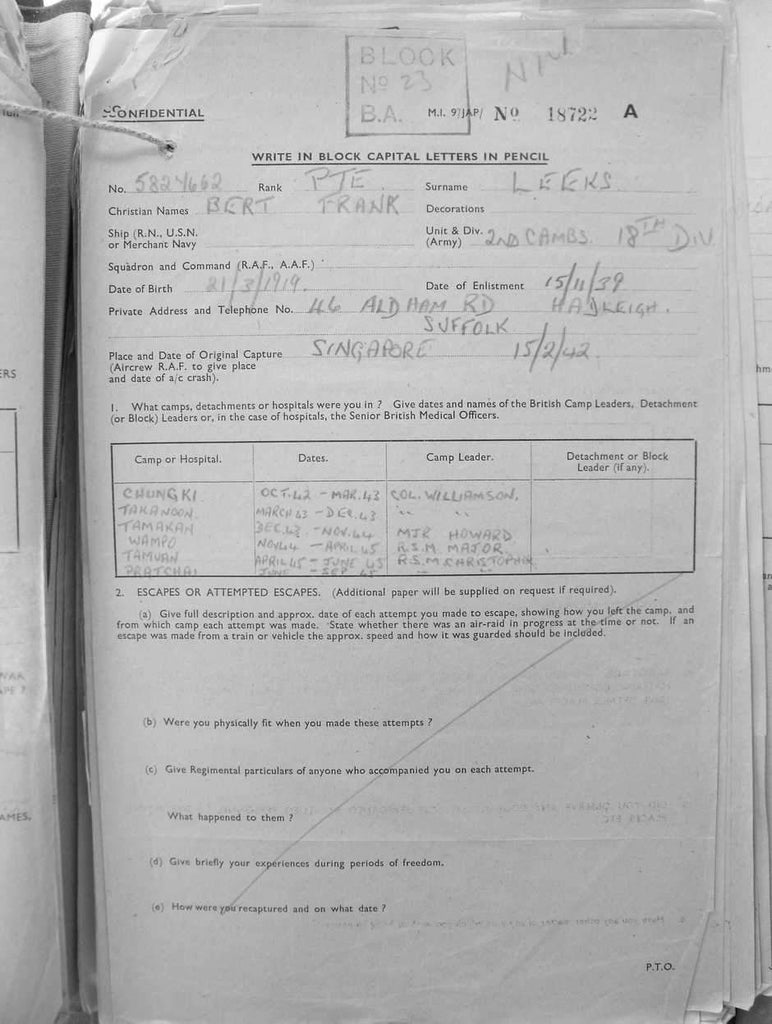 BLOCK
No 23
B.A.
CONFIDENTIAL
M.I. 9/JAP/ No 18722 A
WRITE IN BLOCK CAPITAL LETTERS IN PENCIL
No. Rank PTE Surname LEEKS
Christian Names BERT FRANK Decorations
Ship (R.N., U.S.N. or Merchant Navy
Unit & Div. (Army) 2ND CAMBS. 18TH DIV
Squadron and Command (R.A.F., A.A.F.)
Date of Birth 21/3/1919. Date of Enlistment 15/11/39
Private Address and Telephone No. 46 ALDHAM RD HADLEIGH.
SUFFOLK
Place and Date of Original Capture SINGAPORE 15/2/42.
(Aircrew R.A.F. to give place
and date of a/c crash).
1. What camps, detachments or hospitals were you in ? Give dates and names of the British Camp Leaders, Detachment
(or Block) Leaders or, in the case of hospitals, the Senior British Medical Officers.
Camp or Hospital. Dates. Camp Leader. Detachment or Block Leader (if any).
CHUNGKI OCT.42 - MAR.43 COL. WILLIAMSON.
TAKANOON MARCH 43 - DEC.43 " "
TAMAKAN DEC.43. - NOV.44 MJR HOWARD
WAMPO NOV 44 - APRIL 45 R.S.M. MAJOR
TAMUAN APRIL 45 - JUNE 45 R.S.M. CHRISTOPHER
PRATCHAI JUNE - SEP 45 " "
2. ESCAPES OR ATTEMPTED ESCAPES. (Additional paper will be supplied on request if required).
(a) Give full description and approx. date of each attempt you made to escape, showing how you left the camp, and
from which camp each attempt was made. State whether there was an air-raid in progress at the time or not. If an
escape was made from a train or vehicle the approx. speed and how it was guarded should be included.
(b) Were you physically fit when you made these attempts ?
(c) Give Regimental particulars of anyone who accompanied you on each attempt.
What happened to them ?
(d) Give briefly your experiences during periods of freedom.
(e) How were you recaptured and on what date ?
P.T.O.